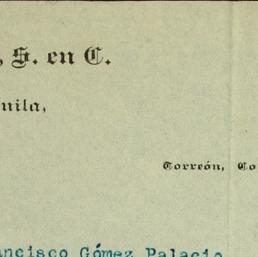 , S. en C.
nila,
Torreón, Co
ancisco Gómez Palacio